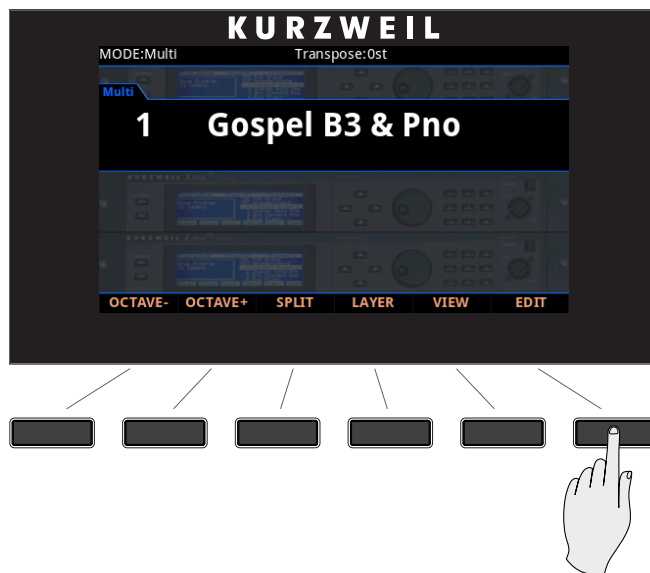 KURZWEIL
MODE:Multi Transpose:0st
Multi
1 Gospel B3 & Pno
OCTAVE- OCTAVE+ SPLIT LAYER VIEW EDIT